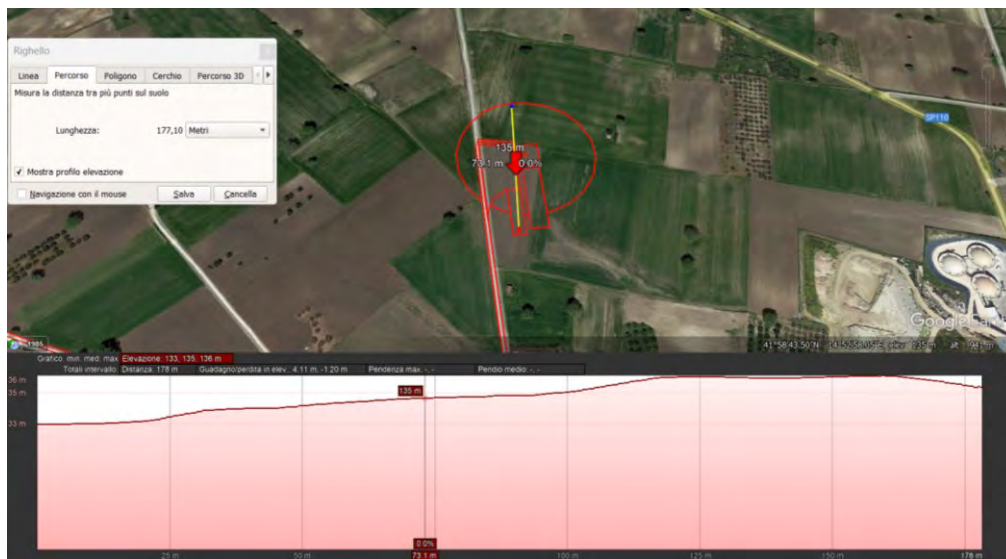 Righello
Linea Percorso Poligono Cerchio Percorso 3D
Misura la distanza tra più punti sul suolo
Lunghezza: 177,10 Metri
Mostra profilo elevazione
Navigazione con il mouse Salva Cancella
SP110
135 m
73.1 m 0.0%
1985
Grafico: min, med, max Elevazione: 133, 135, 136 m
Totali intervallo: Distanza: 178 m Guadagno/perdita in elev.: 4.11 m, -1.20 m Pendenza max. -, - Pendio medio: -, -
36 m
35 m
135 m
33 m
0.0%
25 m 50 m 73.1 m 100 m 125 m 150 m 178 m